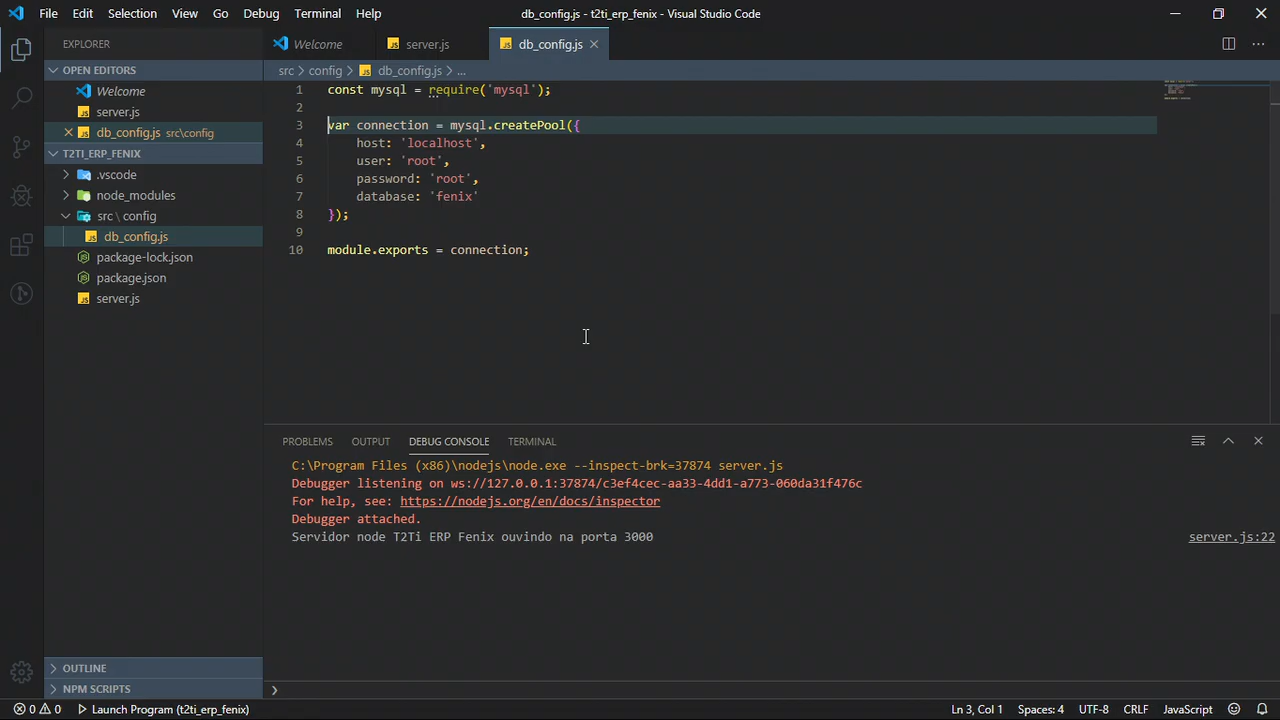 File Edit Selection View Go Debug Terminal Help
db_config.js - t2ti_erp_fenix - Visual Studio Code
EXPLORER
OPEN EDITORS
Welcome
server.js
db_config.js src\config
T2TI_ERP_FENIX
.vscode
node_modules
src \ config
db_config.js
package-lock.json
package.json
server.js
OUTLINE
NPM SCRIPTS
Welcome server.js db_config.js
src config db_config.js ...
1 const mysql = require('mysql');
2
3 var connection = mysql.createPool({
4 host: 'localhost',
5 user: 'root',
6 password: 'root',
7 database: 'fenix'
8 });
9
10 module.exports = connection;
PROBLEMS OUTPUT DEBUG CONSOLE TERMINAL
C:\Program Files (x86)\nodejs\node.exe --inspect-brk=37874 server.js
Debugger listening on ws://127.0.0.1:37874/c3ef4cec-aa33-4dd1-a773-060da31f476c
For help, see: https://nodejs.org/en/docs/inspector
Debugger attached.
Servidor node T2Ti ERP Fenix ouvindo na porta 3000 server.js:22
0 0 Launch Program (t2ti_erp_fenix) Ln 3, Col 1 Spaces: 4 UTF-8 CRLF JavaScript